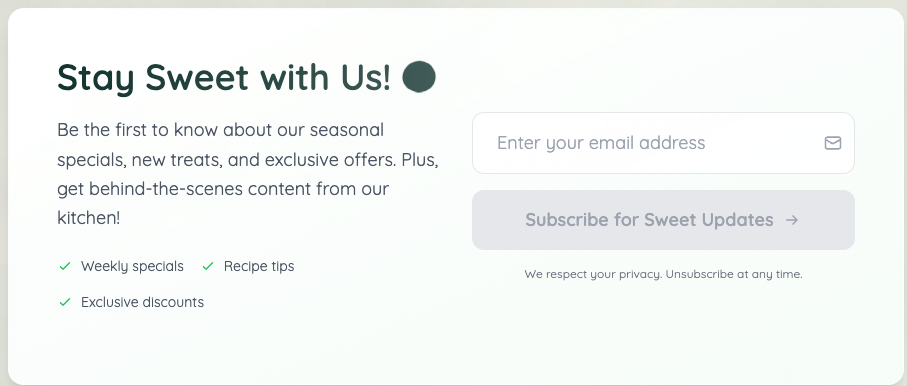 Stay Sweet with Us!
Be the first to know about our seasonal
specials, new treats, and exclusive offers. Plus,
get behind-the-scenes content from our
kitchen!
Weekly specials
Recipe tips
Exclusive discounts
Enter your email address
Subscribe for Sweet Updates →
We respect your privacy. Unsubscribe at any time.